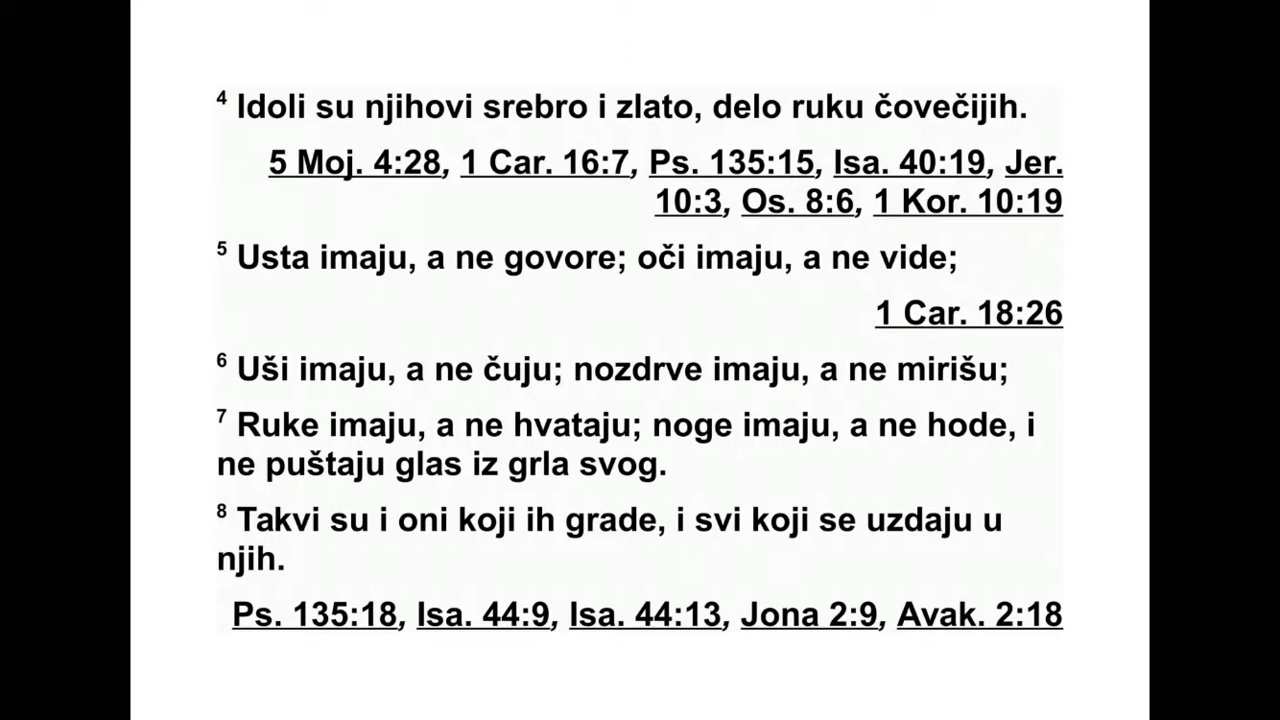 4 Idoli su njihovi srebro i zlato, delo ruku čovečijih.
5 Moj. 4:28, 1 Car. 16:7, Ps. 135:15, Isa. 40:19, Jer.
10:3, Os. 8:6, 1 Kor. 10:19
5 Usta imaju, a ne govore; oči imaju, a ne vide;
1 Car. 18:26
6 Uši imaju, a ne čuju; nozdrve imaju, a ne mirišu;
7 Ruke imaju, a ne hvataju; noge imaju, a ne hode, i
ne puštaju glas iz grla svog.
8 Takvi su i oni koji ih grade, i svi koji se uzdaju u
njih.
Ps. 135:18, Isa. 44:9, Isa. 44:13, Jona 2:9, Avak. 2:18